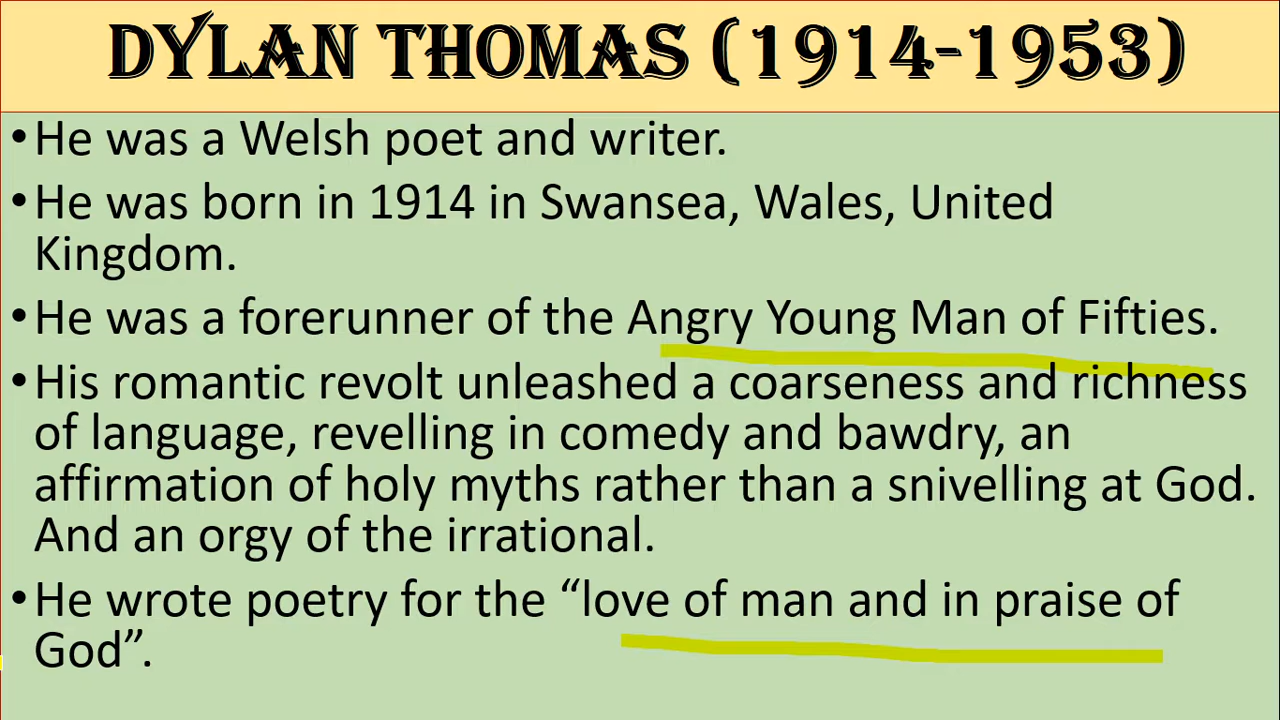 DYLAN THOMAS (1914-1953)
•He was a Welsh poet and writer.
•He was born in 1914 in Swansea, Wales, United
Kingdom.
•He was a forerunner of the Angry Young Man of Fifties.
•His romantic revolt unleashed a coarseness and richness
of language, revelling in comedy and bawdry, an
affirmation of holy myths rather than a snivelling at God.
And an orgy of the irrational.
•He wrote poetry for the “love of man and in praise of
God”.